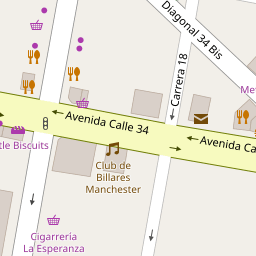 Diagonal 34 Bis
Carrera 18
Me
Avenida Calle 34
Avenida Ca
tle Biscuits
Club de
Billares
Manchester
Cigarrería
La Esperanza